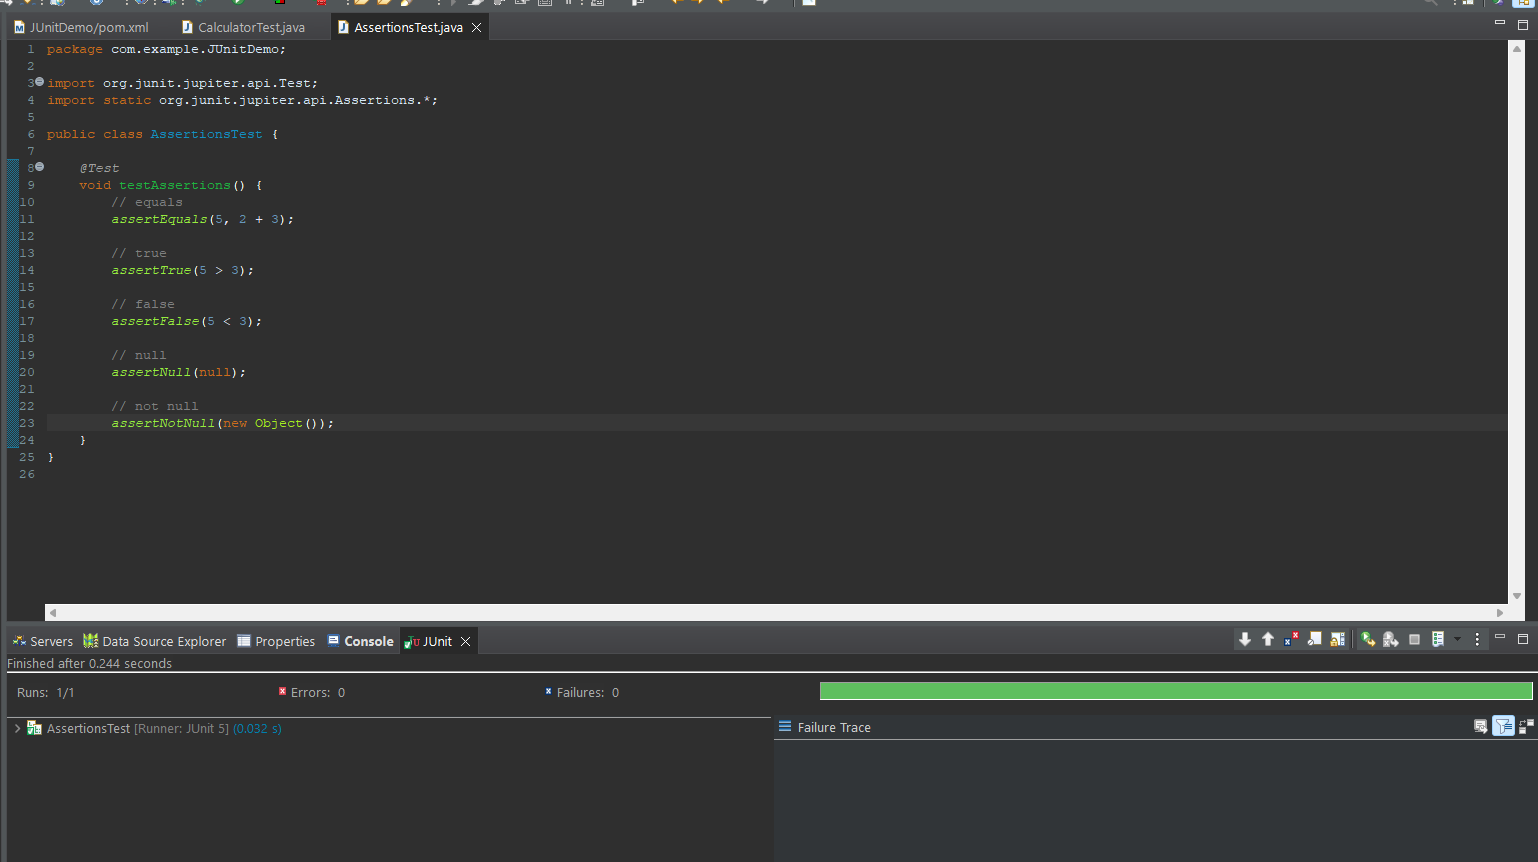 JUnitDemo/pom.xml CalculatorTest.java AssertionsTest.java
1 package com.example.JUnitDemo;
2
3 import org.junit.jupiter.api.Test;
4 import static org.junit.jupiter.api.Assertions.*;
5
6 public class AssertionsTest {
7
8 @Test
9 void testAssertions() {
10 // equals
11 assertEquals(5, 2 + 3);
12
13 // true
14 assertTrue(5 > 3);
15
16 // false
17 assertFalse(5 < 3);
18
19 // null
20 assertNull(null);
21
22 // not null
23 assertNotNull(new Object());
24 }
25 }
26
Servers Data Source Explorer Properties Console JUnit
Finished after 0.244 seconds
Runs: 1/1 Errors: 0 Failures: 0
AssertionsTest [Runner: JUnit 5] (0.032 s) Failure Trace